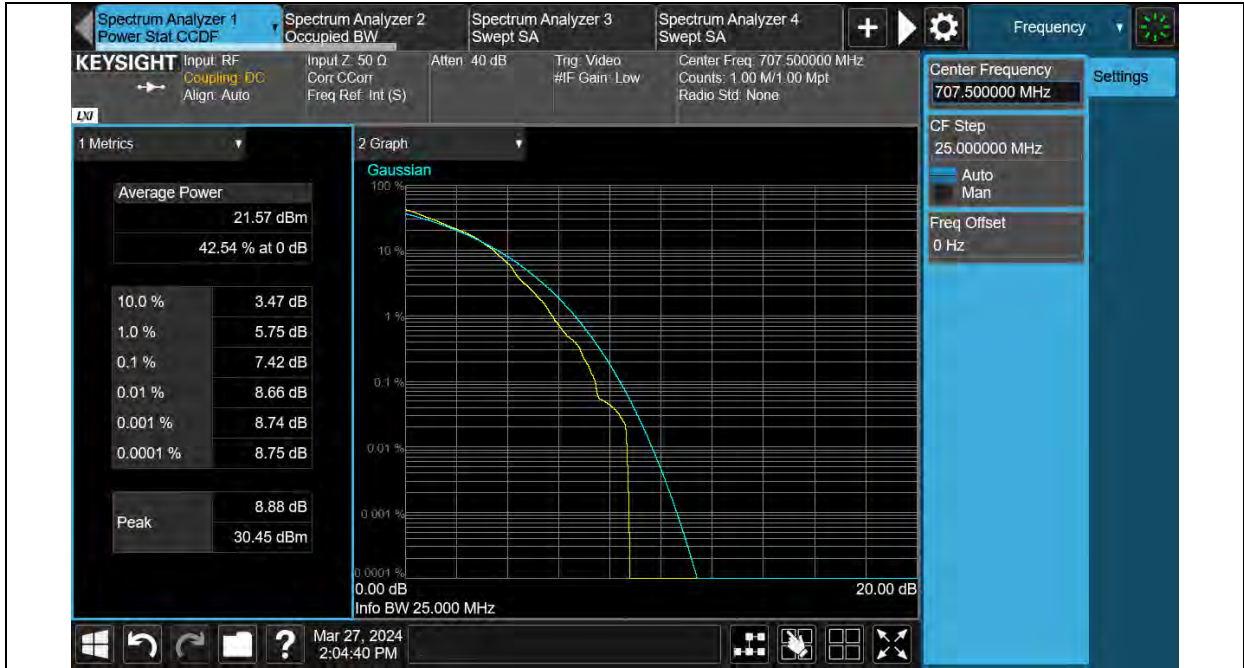 Spectrum Analyzer 1
Power Stat CCDF
Spectrum Analyzer 2
Occupied BW
Spectrum Analyzer 3
Swept SA
Spectrum Analyzer 4
Swept SA
Frequency
KEYSIGHT
LXI
Input: RF
Coupling: DC
Align: Auto
Input Z: 50 Ω
Corr CCorr
Freq Ref: Int (S)
Atten: 40 dB
Trig: Video
#IF Gain: Low
Center Freq: 707.500000 MHz
Counts: 1.00 M/1.00 Mpt
Radio Std: None
Center Frequency
707.500000 MHz
Settings
CF Step
25.000000 MHz
Auto
Man
Freq Offset
0 Hz
1 Metrics
Average Power
21.57 dBm
42.54 % at 0 dB
10.0 % 3.47 dB
1.0 % 5.75 dB
0.1 % 7.42 dB
0.01 % 8.66 dB
0.001 % 8.74 dB
0.0001 % 8.75 dB
Peak
8.88 dB
30.45 dBm
2 Graph
Gaussian
100 %
10 %
1 %
0.1 %
0.01 %
0.001 %
0.0001 %
0.00 dB
20.00 dB
Info BW 25.000 MHz
?
Mar 27, 2024
2:04:40 PM